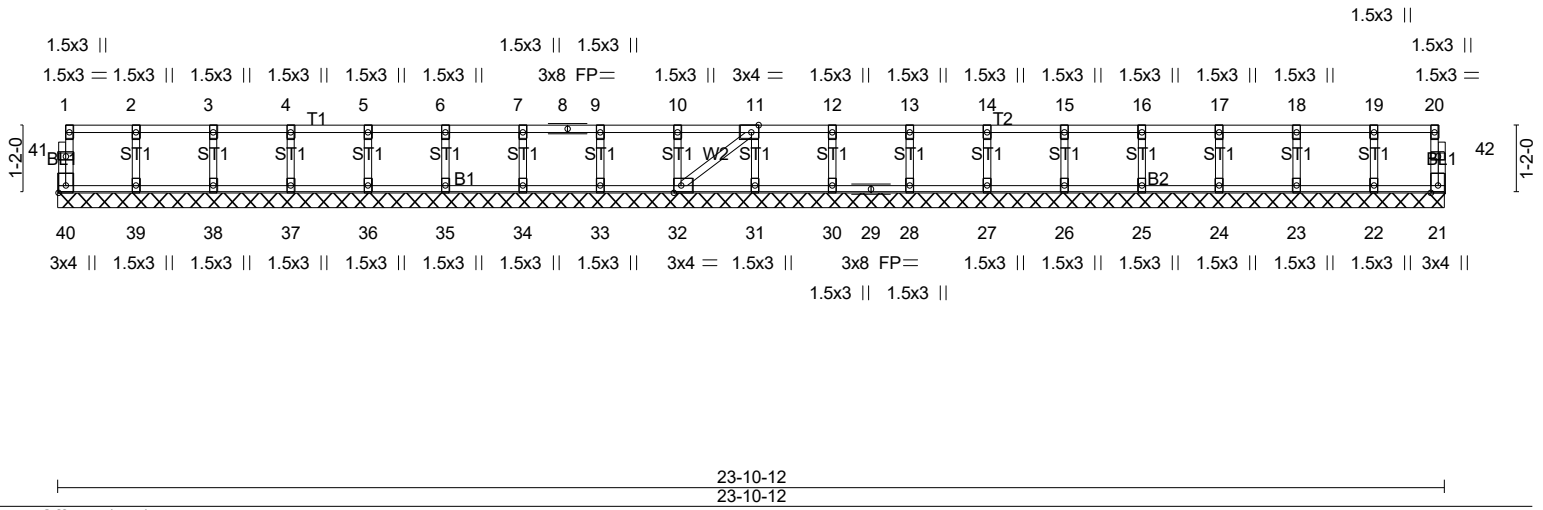 1.5x3 ||
1.5x3 || 1.5x3 || 1.5x3 || 1.5x3 ||
1.5x3 = 1.5x3 || 1.5x3 || 1.5x3 || 1.5x3 || 1.5x3 || 3x8 FP= 1.5x3 || 3x4 = 1.5x3 || 1.5x3 || 1.5x3 || 1.5x3 || 1.5x3 || 1.5x3 || 1.5x3 || 1.5x3 =
1 2 3 4 5 6 7 8 9 10 11 12 13 14 15 16 17 18 19 20
T1 T2
1-2-0 41 ST1 ST1 ST1 ST1 ST1 ST1 ST1 ST1 W2 ST1 ST1 ST1 ST1 ST1 ST1 ST1 ST1 ST1 42 1-2-0
B1 B2
40 39 38 37 36 35 34 33 32 31 30 29 28 27 26 25 24 23 22 21
3x4 || 1.5x3 || 1.5x3 || 1.5x3 || 1.5x3 || 1.5x3 || 1.5x3 || 1.5x3 || 3x4 = 1.5x3 || 3x8 FP= 1.5x3 || 1.5x3 || 1.5x3 || 1.5x3 || 1.5x3 || 1.5x3 || 3x4 ||
1.5x3 || 1.5x3 ||
23-10-12
23-10-12